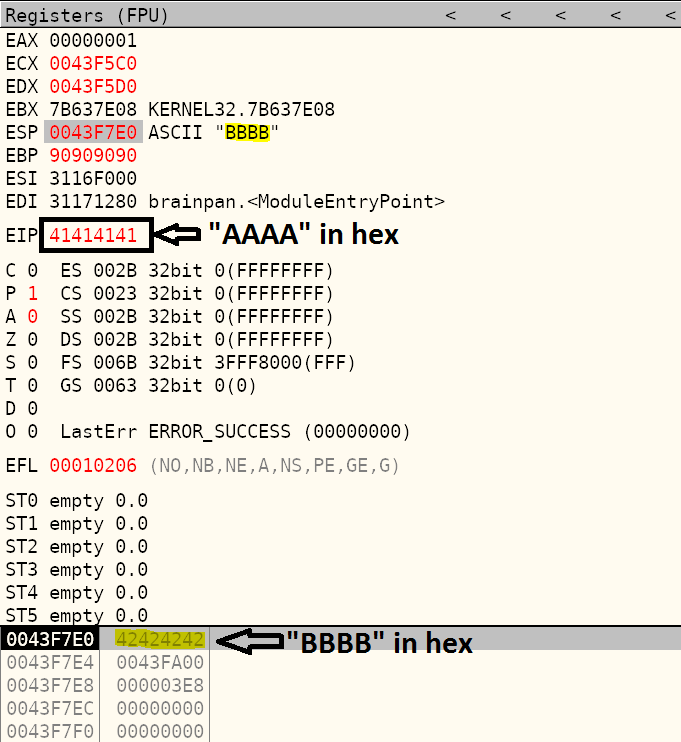 Registers (FPU) < < < < <
EAX 00000001
ECX 0043F5C0
EDX 0043F5D0
EBX 7B637E08 KERNEL32.7B637E08
ESP 0043F7E0 ASCII "BBBB"
EBP 90909090
ESI 3116F000
EDI 31171280 brainpan.<ModuleEntryPoint>
EIP 41414141 "AAAA" in hex
C 0 ES 002B 32bit 0(FFFFFFFF)
P 1 CS 0023 32bit 0(FFFFFFFF)
A 0 SS 002B 32bit 0(FFFFFFFF)
Z 0 DS 002B 32bit 0(FFFFFFFF)
S 0 FS 006B 32bit 3FFF8000(FFF)
T 0 GS 0063 32bit 0(0)
D 0
O 0 LastErr ERROR_SUCCESS (00000000)
EFL 00010206 (NO,NB,NE,A,NS,PE,GE,G)
ST0 empty 0.0
ST1 empty 0.0
ST2 empty 0.0
ST3 empty 0.0
ST4 empty 0.0
ST5 empty 0.0
0043F7E0 42424242 "BBBB" in hex
0043F7E4 0043FA00
0043F7E8 000003E8
0043F7EC 00000000
0043F7F0 00000000